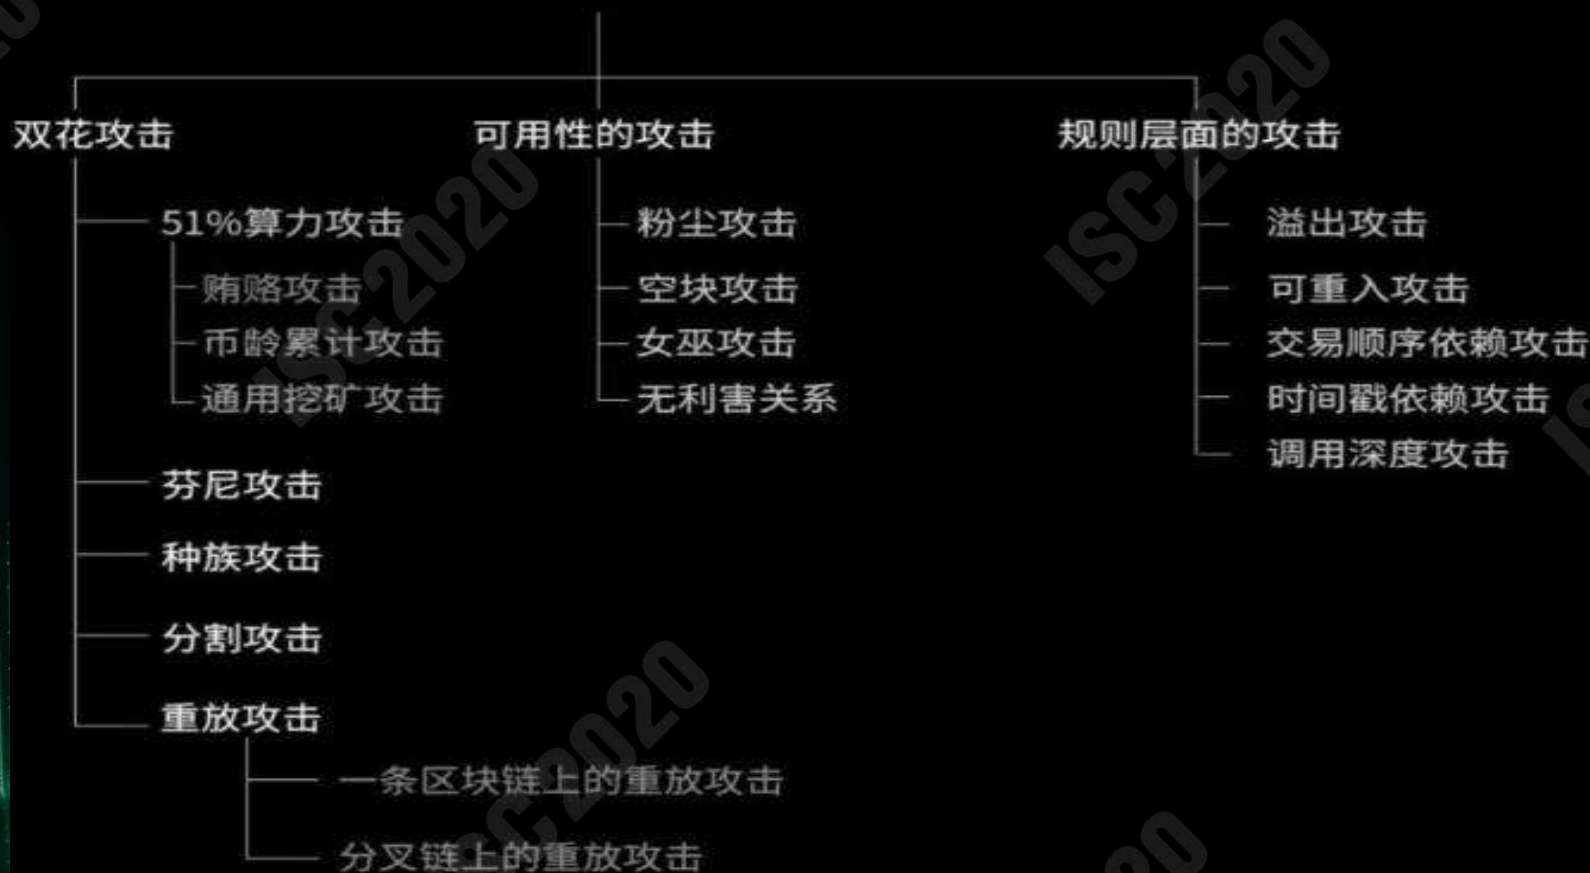 双花攻击
51%算力攻击
贿赂攻击
币龄累计攻击
通用挖矿攻击
芬尼攻击
种族攻击
分割攻击
重放攻击
一条区块链上的重放攻击
分叉链上的重放攻击
可用性的攻击
粉尘攻击
空块攻击
女巫攻击
无利害关系
规则层面的攻击
溢出攻击
可重入攻击
交易顺序依赖攻击
时间戳依赖攻击
调用深度攻击
ISC2020
ISC2020
ISC2020